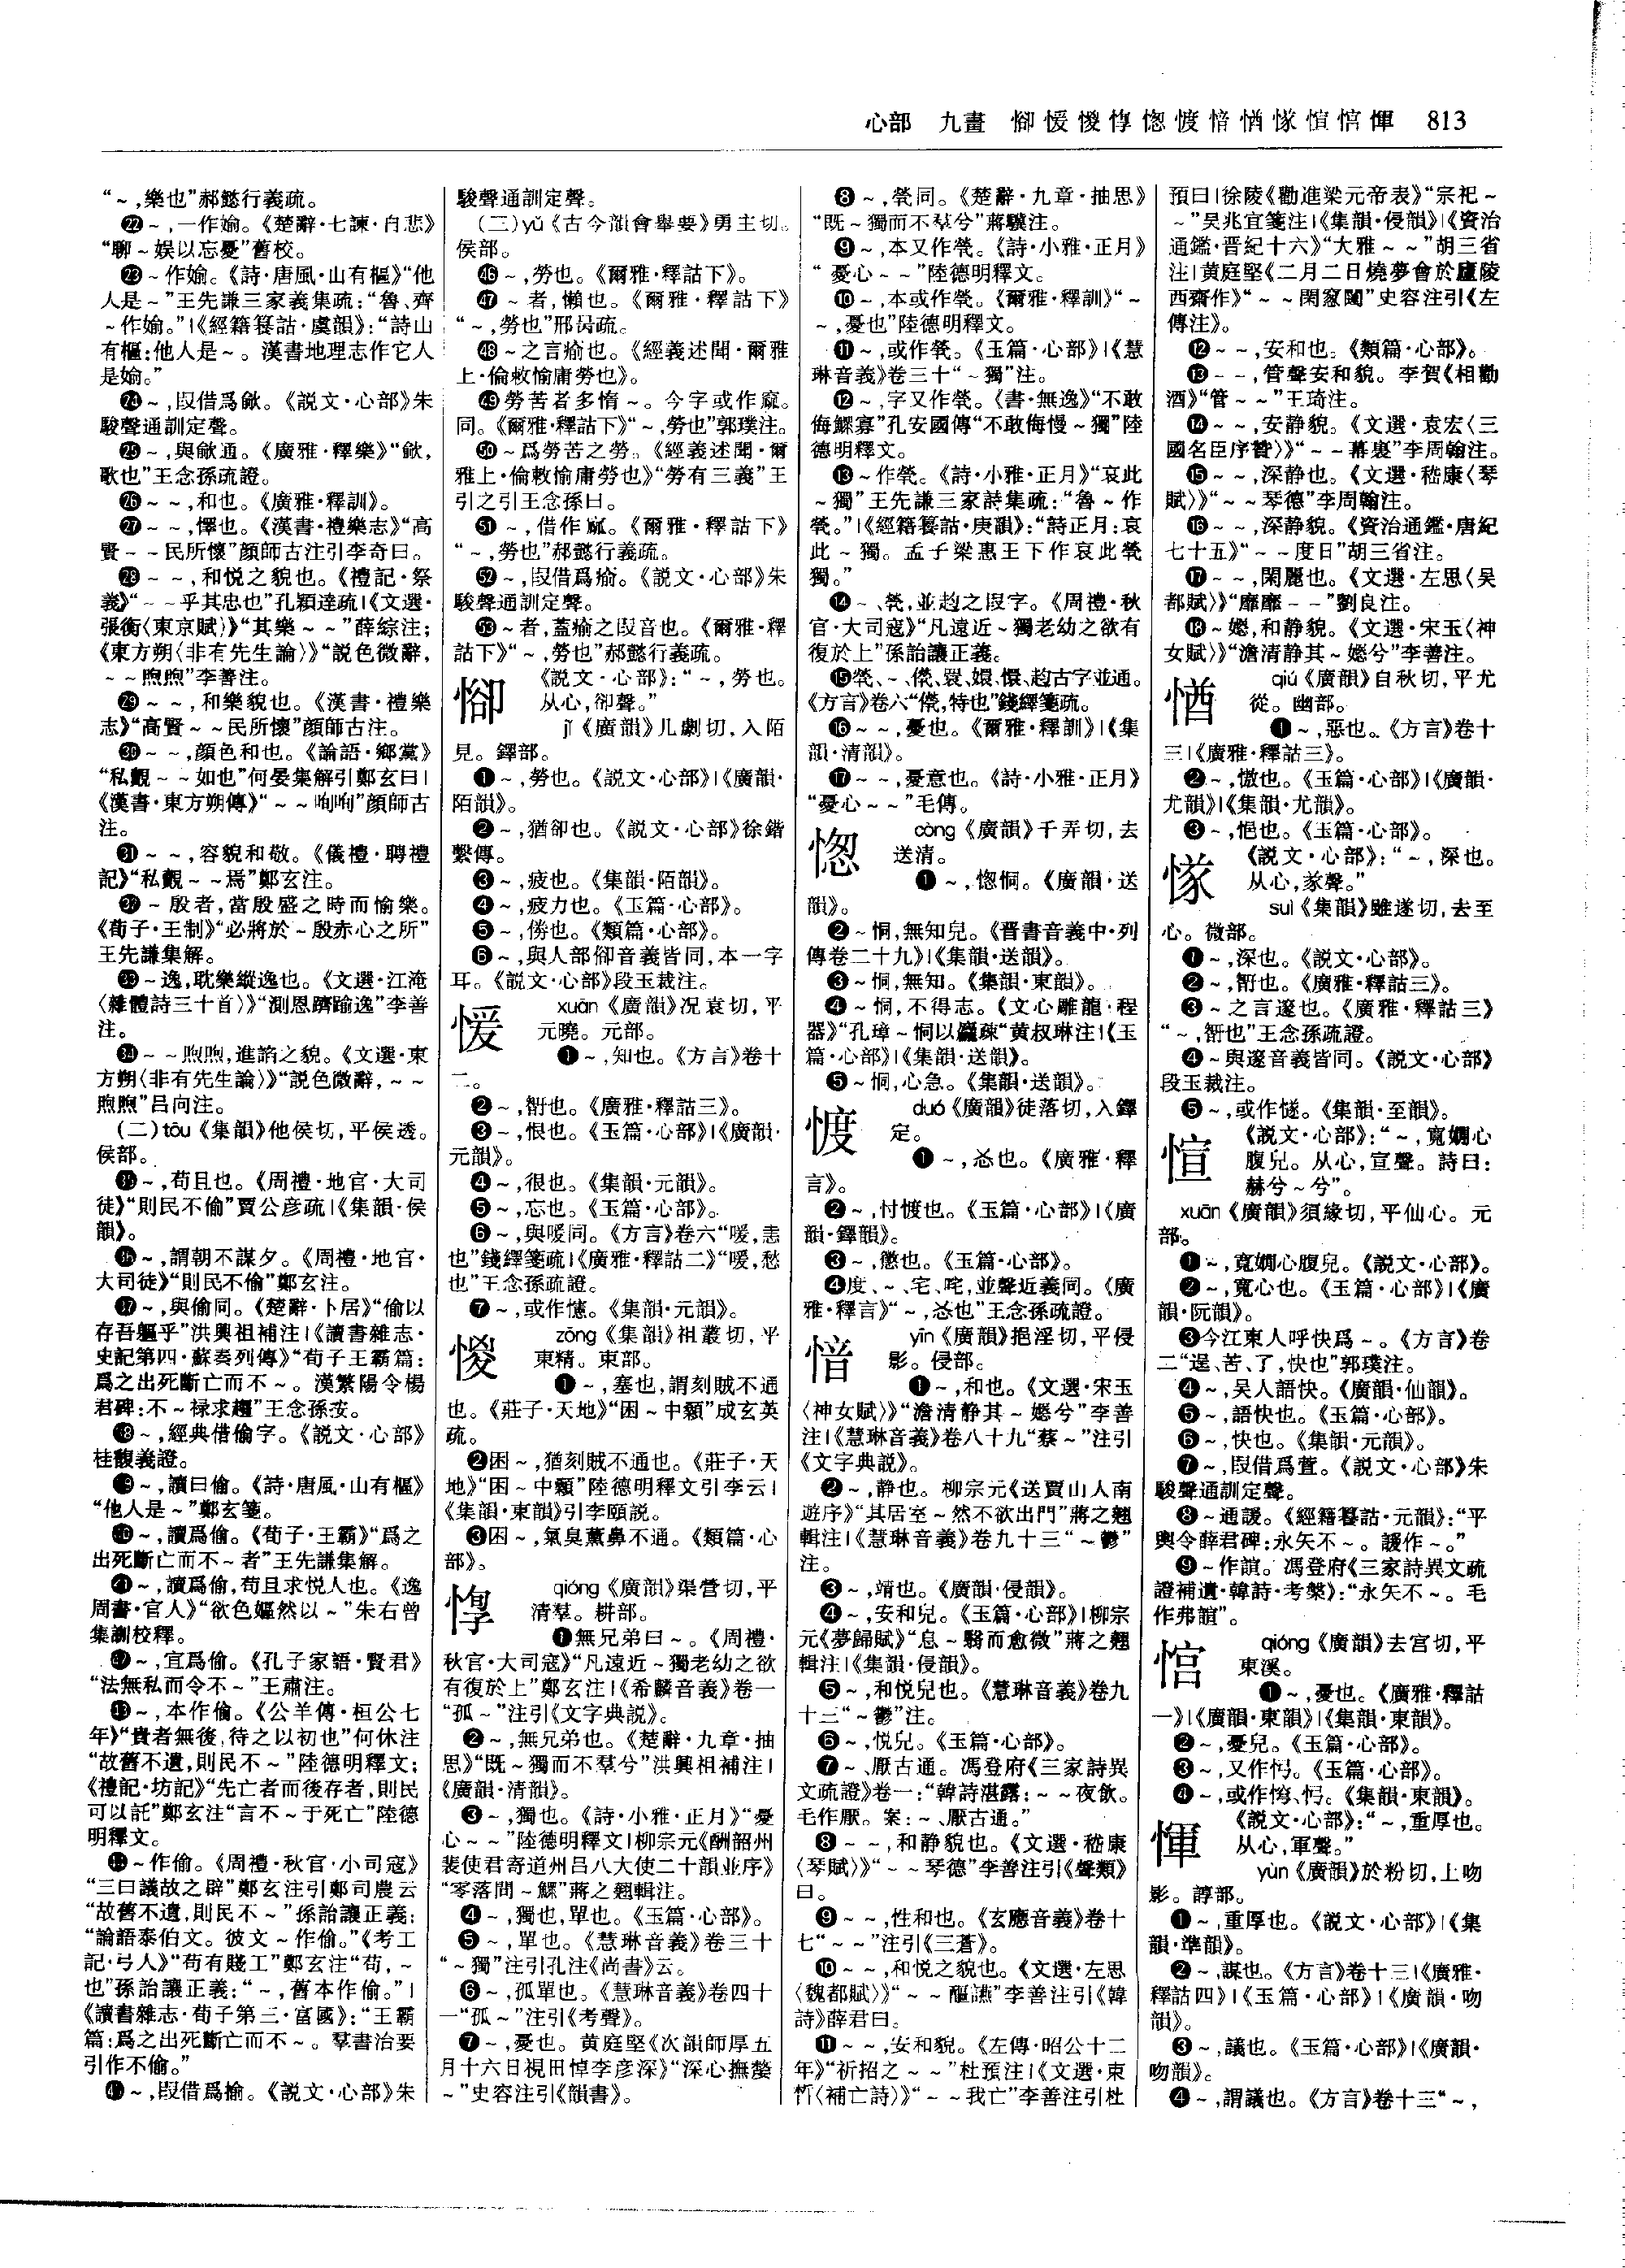 心部 九畫 㥛愋㥂惸愡㦜愔㥢㥞愃㤨惲 813
“～,樂也”郝懿行義疏。
㉒～,一作媮。《楚辭·七諫·自悲》
“聊～娱以忘憂”舊校。
㉓～作媮。《詩·唐風·山有樞》“他
人是～”王先謙三家義集疏:“魯、齊
～作媮。”|《經籍籑詁·虞韻》:“詩山
有樞:他人是～。漢書地理志作它人
是媮。”
㉔～,叚借爲歈。《説文·心部》朱
駿聲通訓定聲。
㉕～,與歈通。《廣雅·釋樂》“歈,
歌也”王念孫疏證。
㉖～～,和也。《廣雅·釋訓》。
㉗～～,懌也。《漢書·禮樂志》“高
賢～～民所懷”顔師古注引李奇曰。
㉘～～,和悦之貌也。《禮記·祭
義》“～～乎其忠也”孔穎達疏|《文選·
張衡〈東京賦〉》“其樂～～”薛綜注;
《東方朔〈非有先生論〉》“説色微辭,
～～煦煦”李善注。
㉙～～,和樂貌也。《漢書·禮樂
志》“高賢～～民所懷”顔師古注。
㉚～～,顔色和也。《論語·鄉黨》
“私觀～～如也”何晏集解引鄭玄曰|
《漢書·東方朔傳》“～～呴呴”顔師古
注。
㉛～～,容貌和敬。《儀禮·聘禮
記》“私觀～～焉”鄭玄注。
㉜～殷者,當殷盛之時而愉樂。
《荀子·王制》“必將於～殷赤心之所”
王先謙集解。
㉝～逸,耽樂縱逸也。《文選·江淹
〈雜體詩三十首〉》“測恩躋踰逸”李善
注。
㉞～～煦煦,進諂之貌。《文選·東
方朔〈非有先生論〉》“説色微辭,～～
煦煦”吕向注。
(二)tōu《集韻》他侯切,平侯透。
侯部。
㉟～,苟且也。《周禮·地官·大司
徒》“則民不愉”賈公彦疏|《集韻·侯
韻》。
㊱～,謂朝不謀夕。《周禮·地官·
大司徒》“則民不愉”鄭玄注。
㊲～,與偷同。《楚辭·卜居》“偷以
存吾軀乎”洪興祖補注|《讀書雜志·
史記第四·蘇秦列傳》“荀子王霸篇:
爲之出死斷亡而不～。漢繁陽令楊
君碑:不～禄求趨”王念孫按。
㊳～,經典借偷字。《説文·心部》
桂馥義證。
㊴～,讀曰偷。《詩·唐風·山有樞》
“他人是～”鄭玄箋。
㊵～,讀爲偷。《荀子·王霸》“爲之
出死斷亡而不～者”王先謙集解。
㊶～,讀爲偷,苟且求悦人也。《逸
周書·官人》“欲色嫗然以～”朱右曾
集訓校釋。
㊷～,宜爲偷。《孔子家語·賢君》
“法無私而令不～”王肅注。
㊸～,本作偷。《公羊傳·桓公七
年》“貴者無後,待之以初也”何休注
“故舊不遺,則民不～”陸德明釋文;
《禮記·坊記》“先亡者而後存者,則民
可以託”鄭玄注“言不～于死亡”陸德
明釋文。
㊹～作偷。《周禮·秋官·小司寇》
“三曰議故之辟”鄭玄注引鄭司農云
“故舊不遺,則民不～”孫詒讓正義:
“論語泰伯文。彼文～作偷。”《考工
記·弓人》“苟有賤工”鄭玄注“苟,～
也”孫詒讓正義:“～,舊本作偷。”|
《讀書雜志·荀子第三·富國》:“王霸
篇:爲之出死斷亡而不～。羣書治要
引作不偷。”
㊺～,叚借爲揄。《説文·心部》朱
駿聲通訓定聲。
(三)yǔ《古今韻會舉要》勇主切。
侯部。
㊻～,勞也。《爾雅·釋詁下》。
㊼～者,懶也。《爾雅·釋詁下》
“～,勞也”邢昺疏。
㊽～之言瘉也。《經義述聞·爾雅
上·倫敕愉庸勞也》。
㊾勞苦者多惰～。今字或作窳。
同。《爾雅·釋詁下》“～,勞也”郭璞注。
㊿～爲勞苦之勞。《經義述聞·爾
雅上·倫敕愉庸勞也》“勞有三義”王
引之引王念孫曰。
51～,借作窳。《爾雅·釋詁下》
“～,勞也”郝懿行義疏。
52～,叚借爲瘉。《説文·心部》朱
駿聲通訓定聲。
53～者,蓋瘉之叚音也。《爾雅·釋
詁下》“～,勞也”郝懿行義疏。
㥛 《説文·心部》:“～,勞也。
从心,卻聲。”
jǐ《廣韻》几劇切,入陌
見。鐸部。
❶～,勞也。《説文·心部》|《廣韻·
陌韻》。
❷～,猶卻也。《説文·心部》徐鍇
繫傳。
❸～,疲也。《集韻·陌韻》。
❹～,疲力也。《玉篇·心部》。
❺～,傍也。《類篇·心部》。
❻～,與人部㑢音義皆同,本一字
耳。《説文·心部》段玉裁注。
愋 xuān《廣韻》况袁切,平
元曉。元部。
❶～,知也。《方言》卷十
二。
❷～,㥶也。《廣雅·釋詁三》。
❸～,恨也。《玉篇·心部》|《廣韻·
元韻》。
❹～,很也。《集韻·元韻》。
❺～,忘也。《玉篇·心部》。
❻～,與㬉同。《方言》卷六“㬉,恚
也”錢繹箋疏|《廣雅·釋詁二》“㬉,愁
也”王念孫疏證。
❼～,或作愻。《集韻·元韻》。
㥂 zōng《集韻》祖叢切,平
東精。東部。
❶～,塞也,謂刻賊不通
也。《莊子·天地》“困～中顙”成玄英
疏。
❷困～,猶刻賊不通也。《莊子·天
地》“困～中顙”陸德明釋文引李云|
《集韻·東韻》引李頤説。
❸困～,氣臭薰鼻不通。《類篇·心
部》。
惸 qióng《廣韻》渠營切,平
清羣。耕部。
❶無兄弟曰～。《周禮·
秋官·大司寇》“凡遠近～獨老幼之欲
有復於上”鄭玄注|《希麟音義》卷一
“孤～”注引《文字典説》。
❷～,無兄弟也。《楚辭·九章·抽
思》“既～獨而不羣兮”洪興祖補注|
《廣韻·清韻》。
❸～,獨也。《詩·小雅·正月》“憂
心～～”陸德明釋文|柳宗元《酬韶州
裴使君寄道州吕八大使二十韻並序》
“零落間～鰥”蔣之翹輯注。
❹～,獨也,單也。《玉篇·心部》。
❺～,單也。《慧琳音義》卷三十
“～獨”注引孔注《尚書》云。
❻～,孤單也。《慧琳音義》卷四十
一“孤～”注引《考聲》。
❼～,憂也。黄庭堅《次韻師厚五
月十六日視田悼李彦深》“深心撫嫠
～”史容注引《韻書》。
❽～,煢同。《楚辭·九章·抽思》
“既～獨而不羣兮”蔣驥注。
❾～,本又作煢。《詩·小雅·正月》
“憂心～～”陸德明釋文。
❿～,本或作煢。《爾雅·釋訓》“～
～,憂也”陸德明釋文。
⓫～,或作煢。《玉篇·心部》|《慧
琳音義》卷三十“～獨”注。
⓬～,字又作煢。《書·無逸》“不敢
侮鰥寡”孔安國傳“不敢侮慢～獨”陸
德明釋文。
⓭～作煢。《詩·小雅·正月》“哀此
～獨”王先謙三家詩集疏:“魯～作
煢。”|《經籍籑詁·庚韻》:“詩正月:哀
此～獨。孟子梁惠王下作哀此煢
獨。”
⓮～、煢,並趙之叚字。《周禮·秋
官·大司寇》“凡遠近～獨老幼之欲有
復於上”孫詒讓正義。
⓯煢、～、㒟、睘、嬛、懁、趙古字並通。
《方言》卷六“㒟,特也”錢繹箋疏。
⓰～～,憂也。《爾雅·釋訓》|《集
韻·清韻》。
⓱～～,憂意也。《詩·小雅·正月》
“憂心～～”毛傳。
愡 còng《廣韻》千弄切,去
送清。
❶～,愡恫。《廣韻·送
韻》。
❷～恫,無知皃。《晋書音義中·列
傳卷二十九》|《集韻·送韻》。
❸～恫,無知。《集韻·東韻》。
❹～恫,不得志。《文心雕龍·程
器》“孔璋～恫以麤疎”黄叔琳注|《玉
篇·心部》|《集韻·送韻》。
❺～恫,心急。《集韻·送韻》。
㦜 duó《廣韻》徒落切,入鐸
定。
❶～,忥也。《廣雅·釋
言》。
❷～,忖㦜也。《玉篇·心部》|《廣
韻·鐸韻》。
❸～,懲也。《玉篇·心部》。
❹度、～、宅、咤,並聲近義同。《廣
雅·釋言》“～,忥也”王念孫疏證。
愔 yīn《廣韻》挹淫切,平侵
影。侵部。
❶～,和也。《文選·宋玉
〈神女賦〉》“澹清静其～嫕兮”李善
注|《慧琳音義》卷八十九“蔡～”注引
《文字典説》。
❷～,静也。柳宗元《送賈山人南
遊序》“其居室～然不欲出門”蔣之翹
輯注|《慧琳音義》卷九十三“～鬱”
注。
❸～,靖也。《廣韻·侵韻》。
❹～,安和皃。《玉篇·心部》|柳宗
元《夢歸賦》“息～翳而愈微”蔣之翹
輯注|《集韻·侵韻》。
❺～,和悦皃也。《慧琳音義》卷九
十三“～鬱”注。
❻～,悦皃。《玉篇·心部》。
❼～、厭古通。馮登府《三家詩異
文疏證》卷一:“韓詩湛露:～～夜飲。
毛作厭。案:～、厭古通。”
❽～～,和静貌也。《文選·嵇康
〈琴賦〉》“～～琴德”李善注引《聲類》
曰。
❾～～,性和也。《玄應音義》卷十
七“～～”注引《三蒼》。
❿～～,和悦之貌也。《文選·左思
〈魏都賦〉》“～～醧讌”李善注引《韓
詩》薛君曰。
⓫～～,安和貌。《左傳·昭公十二
年》“祈招之～～”杜預注|《文選·束
皙〈補亡詩〉》“～～我亡”李善注引杜
預曰|徐陵《勸進梁元帝表》“宗祀～
～”吴兆宜箋注|《集韻·侵韻》|《資治
通鑑·晋紀十六》“大雅～～”胡三省
注|黄庭堅《二月二日燒夢會於廬陵
西齋作》“～～閑窗闥”史容注引《左
傳注》。
⓬～～,安和也。《類篇·心部》。
⓭～～,管聲安和貌。李賀《相勸
酒》“管～～”王琦注。
⓮～～,安静貌。《文選·袁宏〈三
國名臣序贊〉》“～～幕裏”李周翰注。
⓯～～,深静也。《文選·嵇康〈琴
賦〉》“～～琴德”李周翰注。
⓰～～,深静貌。《資治通鑑·唐紀
七十五》“～～度日”胡三省注。
⓱～～,閑麗也。《文選·左思〈吴
都賦〉》“靡靡～～”劉良注。
⓲～嫕,和静貌。《文選·宋玉〈神
女賦〉》“澹清静其～嫕兮”李善注。
㥢 qiú《廣韻》自秋切,平尤
從。幽部。
❶～,惡也。《方言》卷十
三|《廣雅·釋詁三》。
❷～,憿也。《玉篇·心部》|《廣韻·
尤韻》|《集韻·尤韻》。
❸～,悒也。《玉篇·心部》。
㥞 《説文·心部》:“～,深也。
从心,㒸聲。”
suì《集韻》雖遂切,去至
心。微部。
❶～,深也。《説文·心部》。
❷～,㥶也。《廣雅·釋詁三》。
❸～之言邃也。《廣雅·釋詁三》
“～,㥶也”王念孫疏證。
❹～與邃音義皆同。《説文·心部》
段玉裁注。
❺～,或作㥞。《集韻·至韻》。
愃 《説文·心部》:“～,寬嫺心
腹皃。从心,宣聲。詩曰:
赫兮～兮”。
xuān《廣韻》須緣切,平仙心。元
部。
❶～,寬嫺心腹皃。《説文·心部》。
❷～,寬心也。《玉篇·心部》|《廣
韻·阮韻》。
❸今江東人呼快爲～。《方言》卷
二“逞、苦、了,快也”郭璞注。
❹～,吴人語快。《廣韻·仙韻》。
❺～,語快也。《玉篇·心部》。
❻～,快也。《集韻·元韻》。
❼～,叚借爲萱。《説文·心部》朱
駿聲通訓定聲。
❽～通諼。《經籍籑詁·元韻》:“平
輿令薛君碑:永矢不～。諼作～。”
❾～作諠。馮登府《三家詩異文疏
證補遺·韓詩·考槃》:“永矢不～。毛
作弗諠”。
㤨 qióng《廣韻》去宫切,平
東溪。
❶～,憂也。《廣雅·釋詁
一》|《廣韻·東韻》|《集韻·東韻》。
❷～,憂皃。《玉篇·心部》。
❸～,又作㤟。《玉篇·心部》。
❹～,或作㥬、㤟。《集韻·東韻》。
惲 《説文·心部》:“～,重厚也。
从心,軍聲。”
yùn《廣韻》於粉切,上吻
影。諄部。
❶～,重厚也。《説文·心部》|《集
韻·準韻》。
❷～,謀也。《方言》卷十三|《廣雅·
釋詁四》|《玉篇·心部》|《廣韻·吻
韻》。
❸～,議也。《玉篇·心部》|《廣韻·
吻韻》。
❹～,謂議也。《方言》卷十三“～,